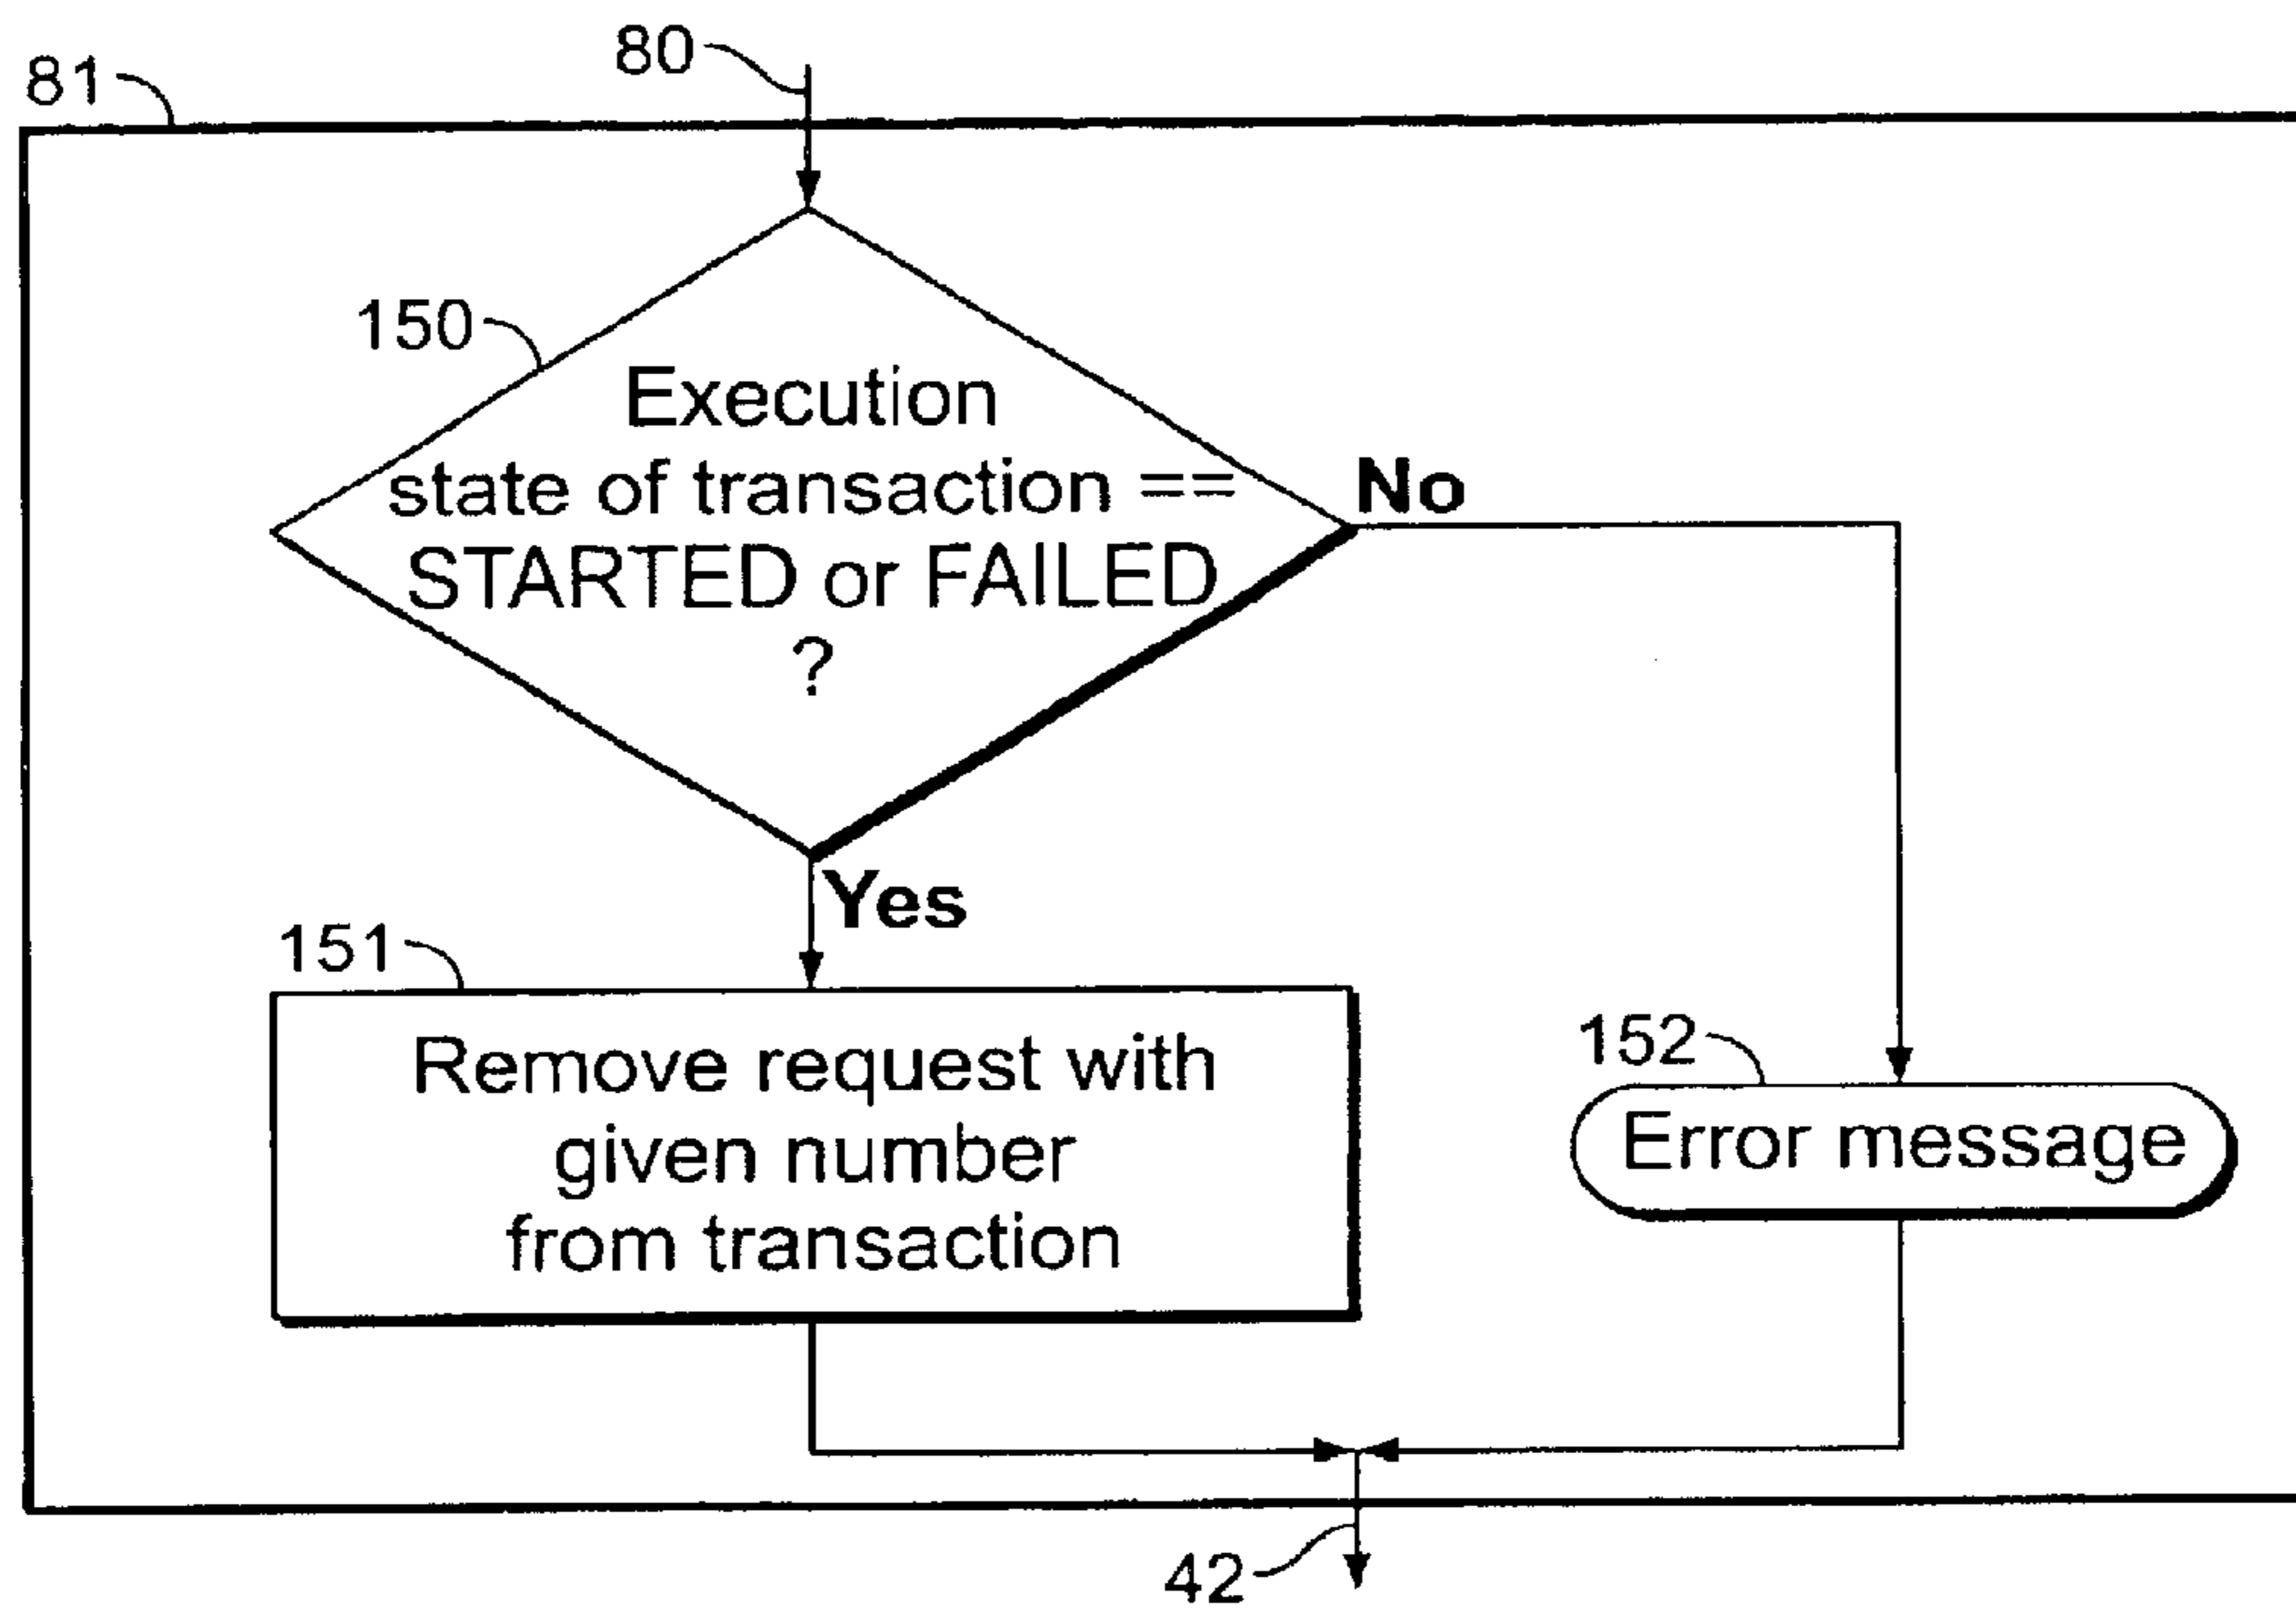 80
81
150
Execution
state of transaction ==
STARTED or FAILED
?
No
Yes
151
Remove request with
given number
from transaction
152
Error message
42